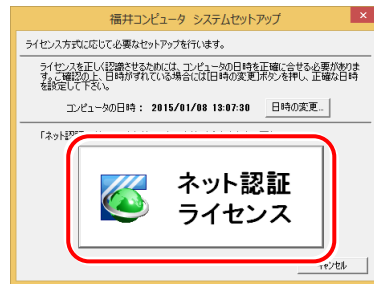 福井コンピュータ システムセットアップ
ライセンス方式に応じて必要なセットアップを行います。
ライセンスを正しく認識させるためには、コンピュータの日時を正確に合せる必要がありま
す。ご確認の上、日時がずれている場合には[日時の変更]ボタンを押し、正確な日時
を設定して下さい。
コンピュータの日時： 2015/01/08 13:07:30 日時の変更..
「ネット認証
ネット認証
ライセンス
キャンセル